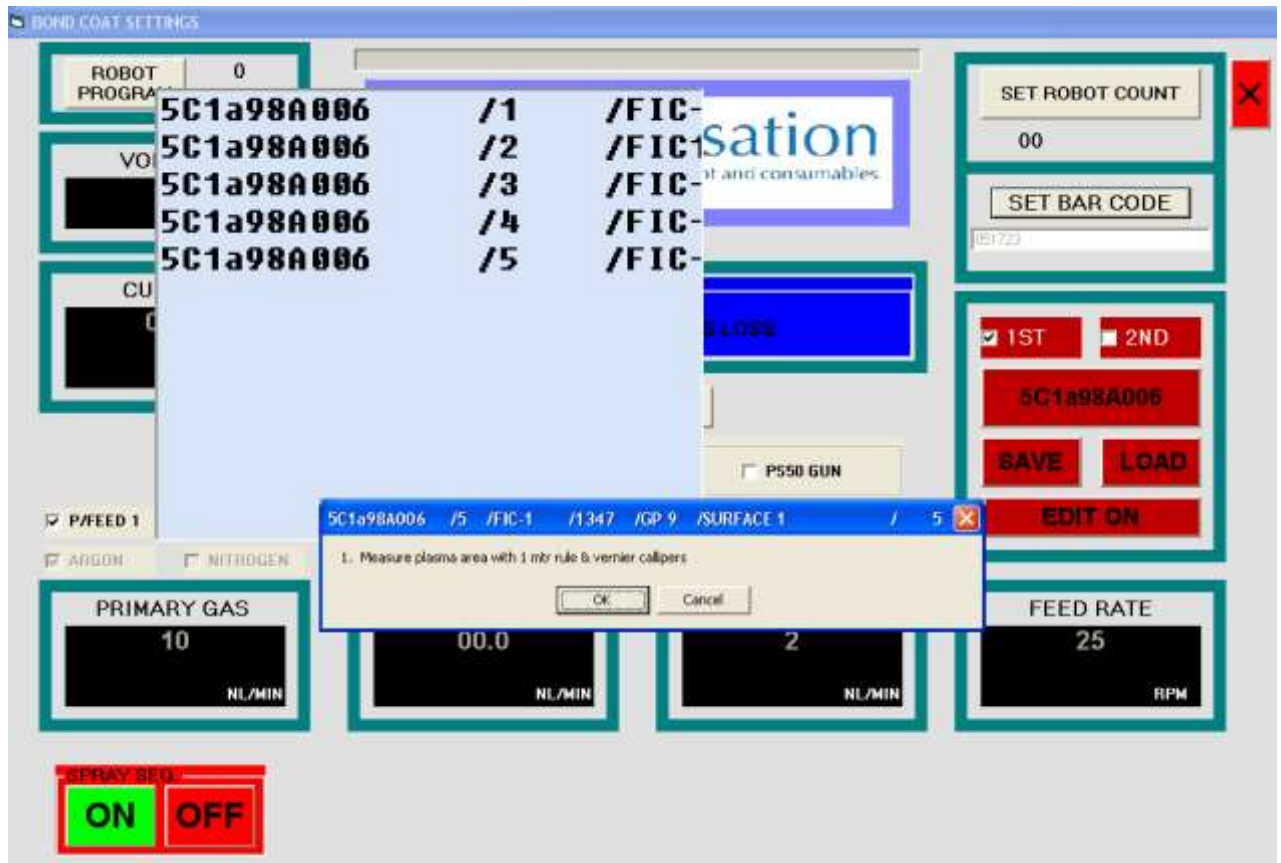 BOND COAT SETTINGS
ROBOT
PROGRA
0
5C1a98A006 /1 /FIC-
5C1a98A006 /2 /FIC1
5C1a98A006 /3 /FIC-
5C1a98A006 /4 /FIC-
5C1a98A006 /5 /FIC-
VO
CU
sation
and consumables
SET ROBOT COUNT
00
SET BAR CODE
051723
LOSS
1ST
2ND
5C1a98A006
SAVE
LOAD
EDIT ON
PS50 GUN
P/FEED 1
ARGON
NITROGEN
5C1a98A006 /5 /FIC-1 /1347 /GP 9 /SURFACE 1 / 5
1. Measure plasma area with 1 mtr rule & vernier callipers
OK
Cancel
PRIMARY GAS
10
NL/MIN
00.0
NL/MIN
2
NL/MIN
FEED RATE
25
RPM
SPRAY SEQ.
ON
OFF